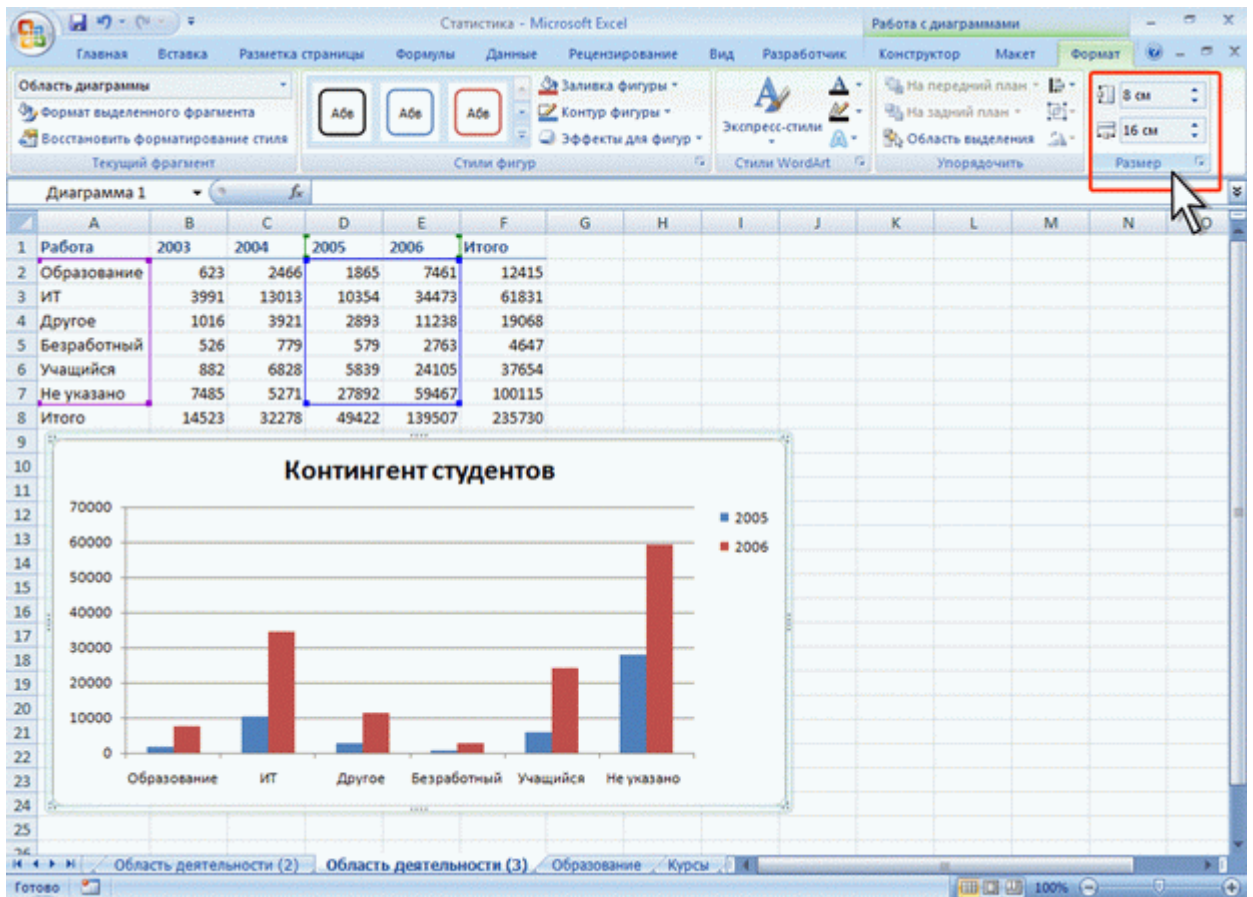 Статистика - Microsoft Excel
Работа с диаграммами
Главная Вставка Разметка страницы Формулы Данные Рецензирование Вид Разработчик Конструктор Макет Формат
Область диаграммы
Формат выделенного фрагмента
Восстановить форматирование стиля
Текущий фрагмент
Абв Абв Абв
Заливка фигуры
Контур фигуры
Эффекты для фигур
Стили фигур
Экспресс-стили
Стили WordArt
На передний план
На задний план
Область выделения
Упорядочить
8 см
16 см
Размер
Диаграмма 1 fx
A B C D E F G H I J K L M N O
1 Работа 2003 2004 2005 2006 Итого
2 Образование 623 2466 1865 7461 12415
3 ИТ 3991 13013 10354 34473 61831
4 Другое 1016 3921 2893 11238 19068
5 Безработный 526 779 579 2763 4647
6 Учащийся 882 6828 5839 24105 37654
7 Не указано 7485 5271 27892 59467 100115
8 Итого 14523 32278 49422 139507 235730
9
10
11
12
13
14
15
16
17
18
19
20
21
22
23
24
25
26
Контингент студентов
70000
60000
50000
40000
30000
20000
10000
0
Образование ИТ Другое Безработный Учащийся Не указано
2005
2006
Область деятельности (2) Область деятельности (3) Образование Курсы
Готово 100%